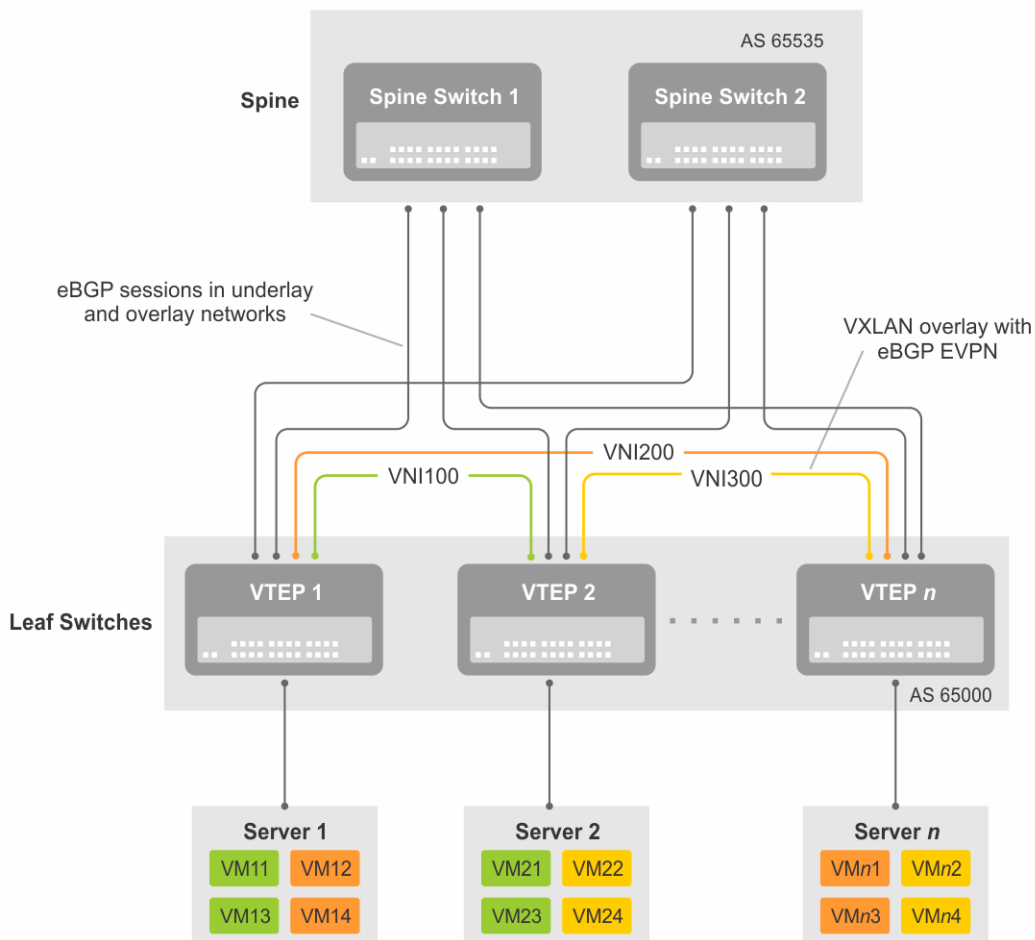 AS 65535
Spine
Spine Switch 1
Spine Switch 2
eBGP sessions in underlay
and overlay networks
VXLAN overlay with
eBGP EVPN
VNI200
VNI100
VNI300
Leaf Switches
VTEP 1
VTEP 2
VTEP n
AS 65000
Server 1
VM11
VM12
VM13
VM14
Server 2
VM21
VM22
VM23
VM24
Server n
VMn1
VMn2
VMn3
VMn4